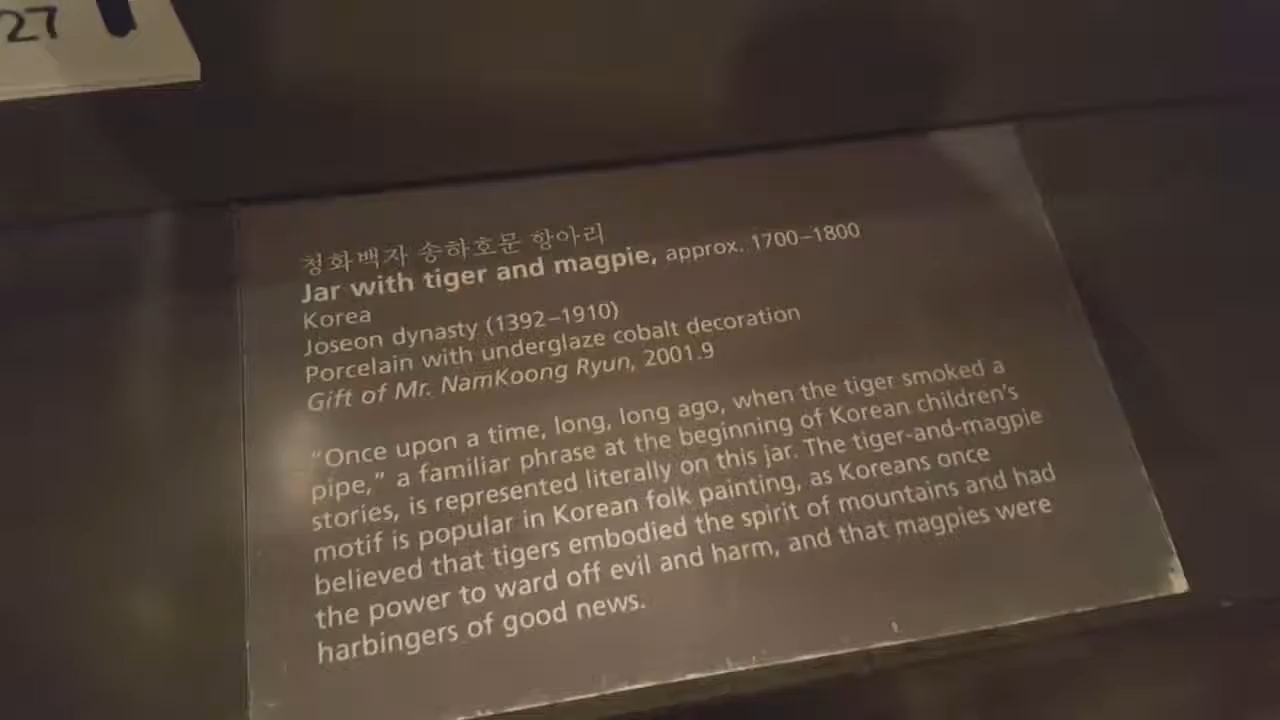 27
청화백자 송하호문 항아리
Jar with tiger and magpie, approx. 1700–1800
Korea
Joseon dynasty (1392–1910)
Porcelain with underglaze cobalt decoration
Gift of Mr. NamKoong Ryun, 2001.9
“Once upon a time, long, long ago, when the tiger smoked a
pipe,” a familiar phrase at the beginning of Korean children’s
stories, is represented literally on this jar. The tiger-and-magpie
motif is popular in Korean folk painting, as Koreans once
believed that tigers embodied the spirit of mountains and had
the power to ward off evil and harm, and that magpies were
harbingers of good news.